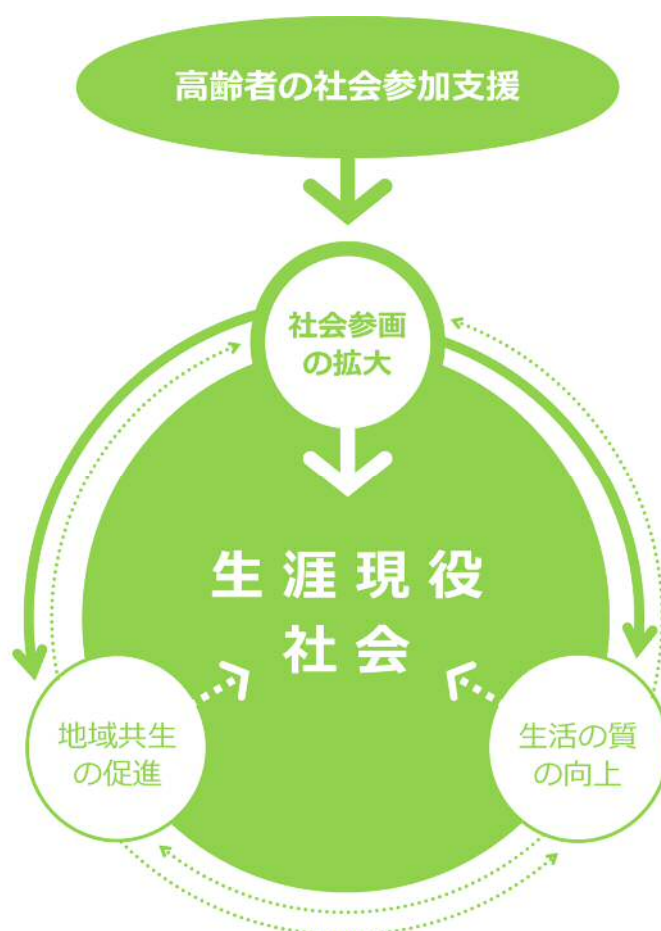 高齢者の社会参加支援
社会参画
の拡大
生涯現役
社会
地域共生
の促進
生活の質
の向上